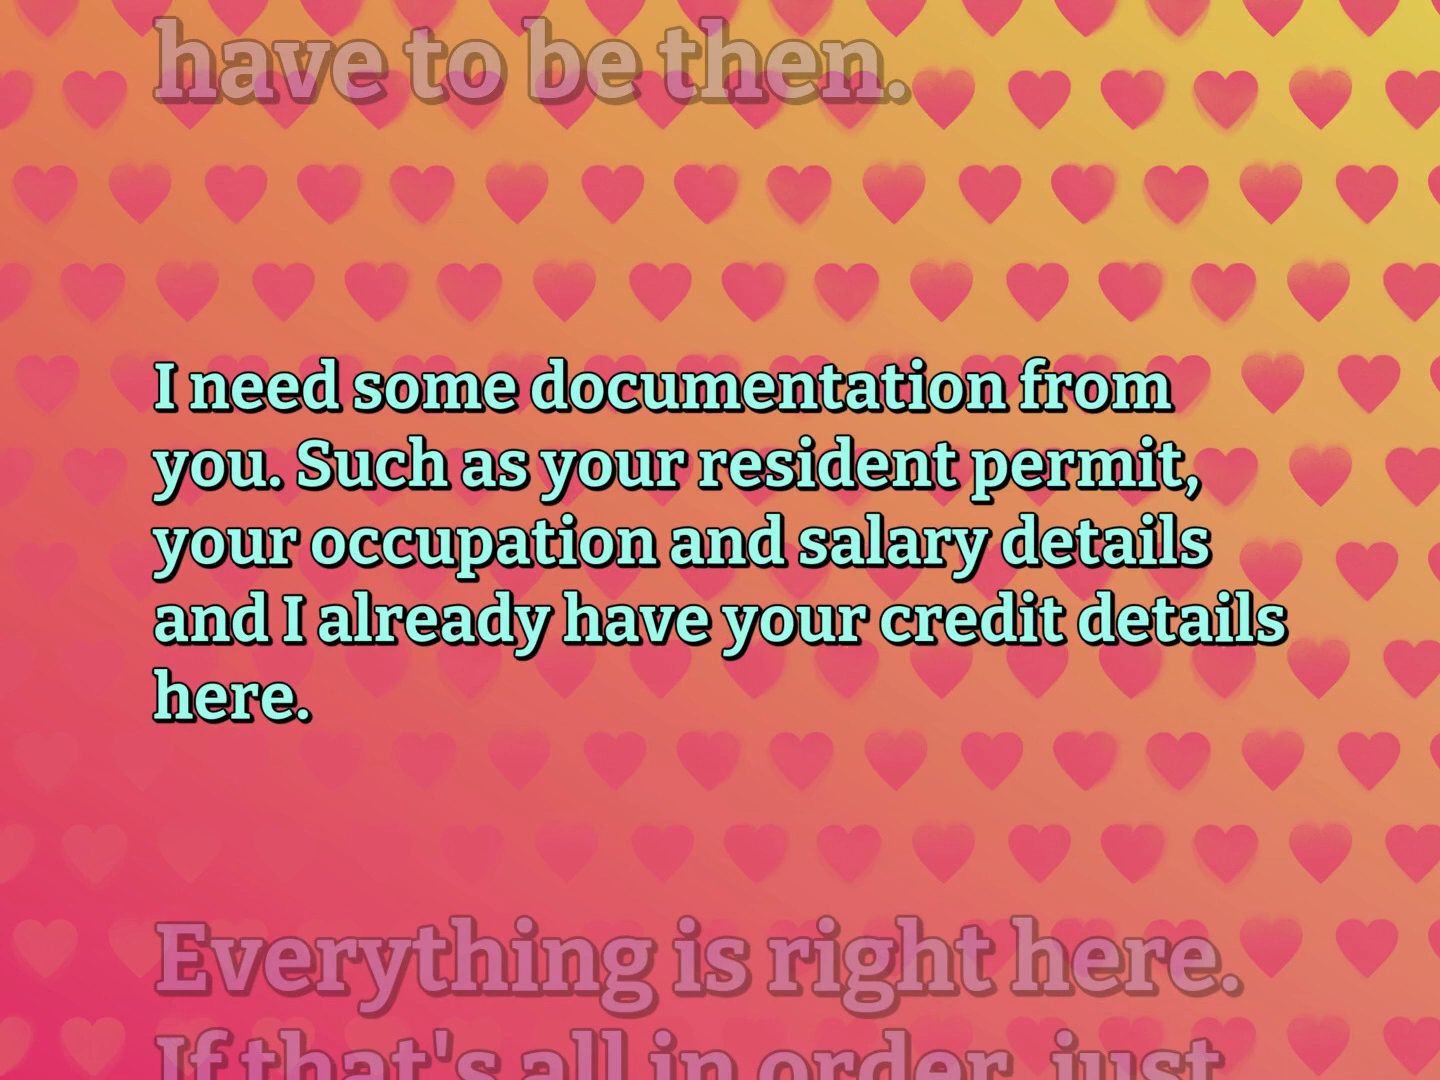 have to be then.
I need some documentation from
you. Such as your resident permit,
your occupation and salary details
and I already have your credit details
here.
Everything is right here.
If that's all in order, just